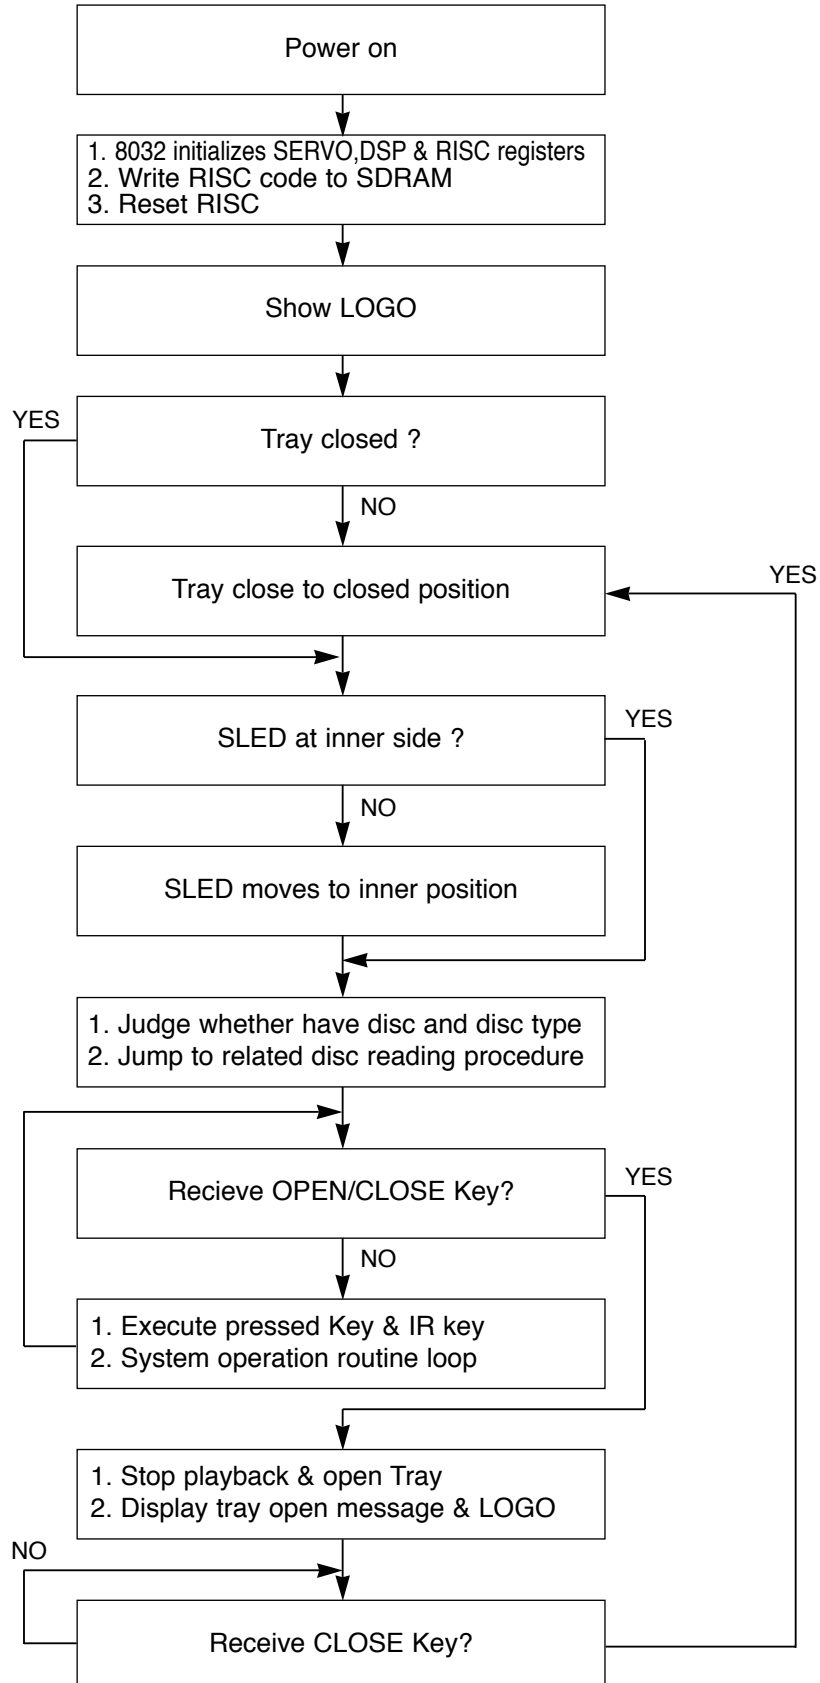 Power on
1. 8032 initializes SERVO,DSP & RISC registers
2. Write RISC code to SDRAM
3. Reset RISC
Show LOGO
YES
Tray closed ?
NO
Tray close to closed position
YES
SLED at inner side ?
YES
NO
SLED moves to inner position
1. Judge whether have disc and disc type
2. Jump to related disc reading procedure
Recieve OPEN/CLOSE Key?
YES
NO
1. Execute pressed Key & IR key
2. System operation routine loop
1. Stop playback & open Tray
2. Display tray open message & LOGO
NO
Receive CLOSE Key?